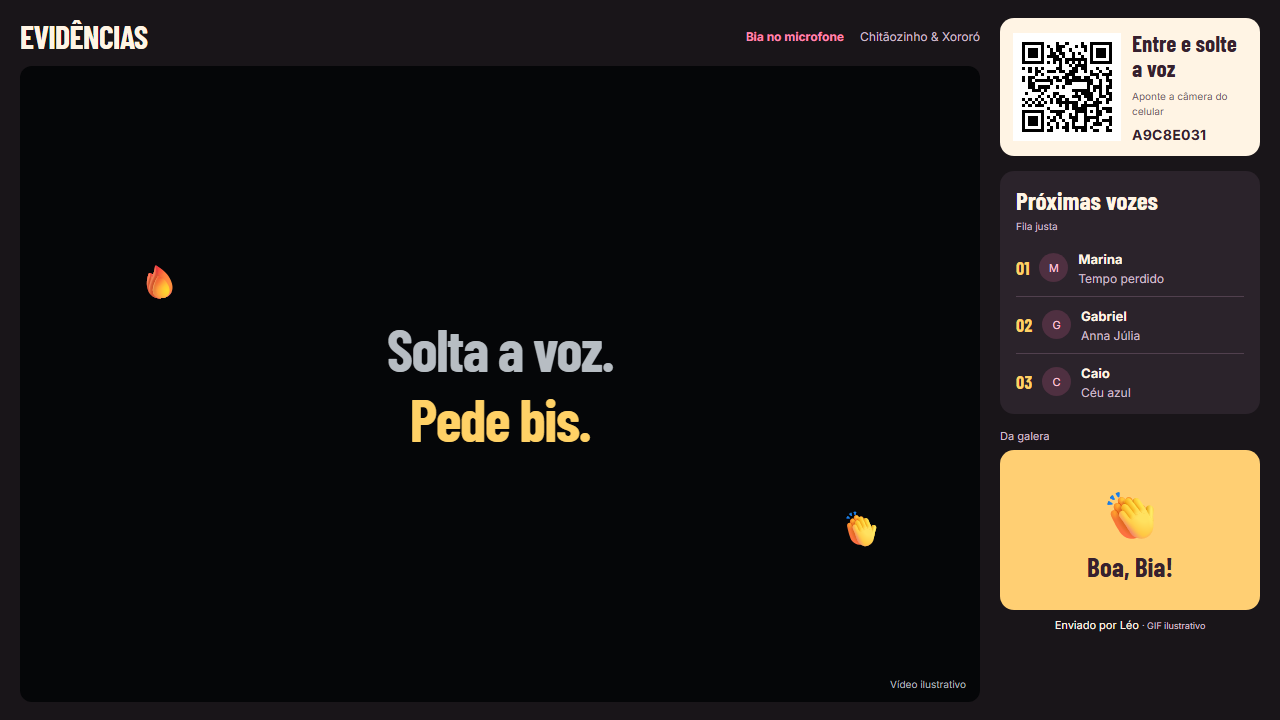 EVIDÊNCIAS
Bia no microfone
Chitãozinho & Xororó
Solta a voz.
Pede bis.
Vídeo ilustrativo
Entre e solte
a voz
Aponte a câmera do
celular
A9C8E031
Próximas vozes
Fila justa
01
M
Marina
Tempo perdido
02
G
Gabriel
Anna Júlia
03
C
Caio
Céu azul
Da galera
Boa, Bia!
Enviado por Léo · GIF ilustrativo